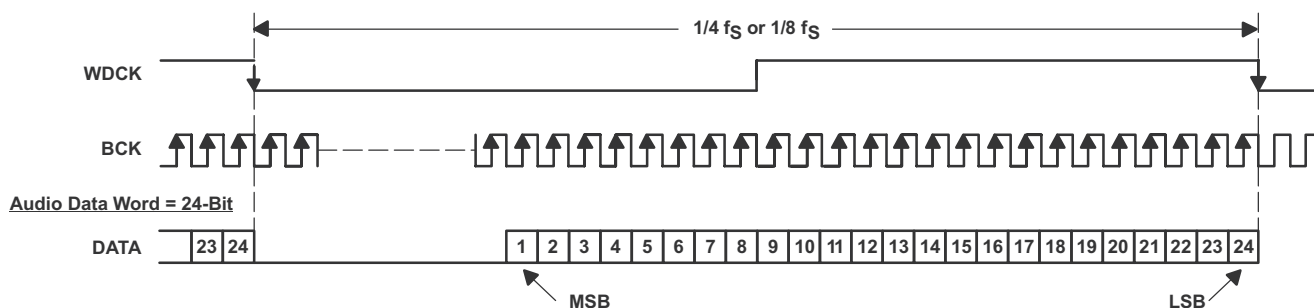 1/4 fS or 1/8 fS
WDCK
BCK
Audio Data Word = 24-Bit
DATA
23 24 1 2 3 4 5 6 7 8 9 10 11 12 13 14 15 16 17 18 19 20 21 22 23 24
MSB LSB